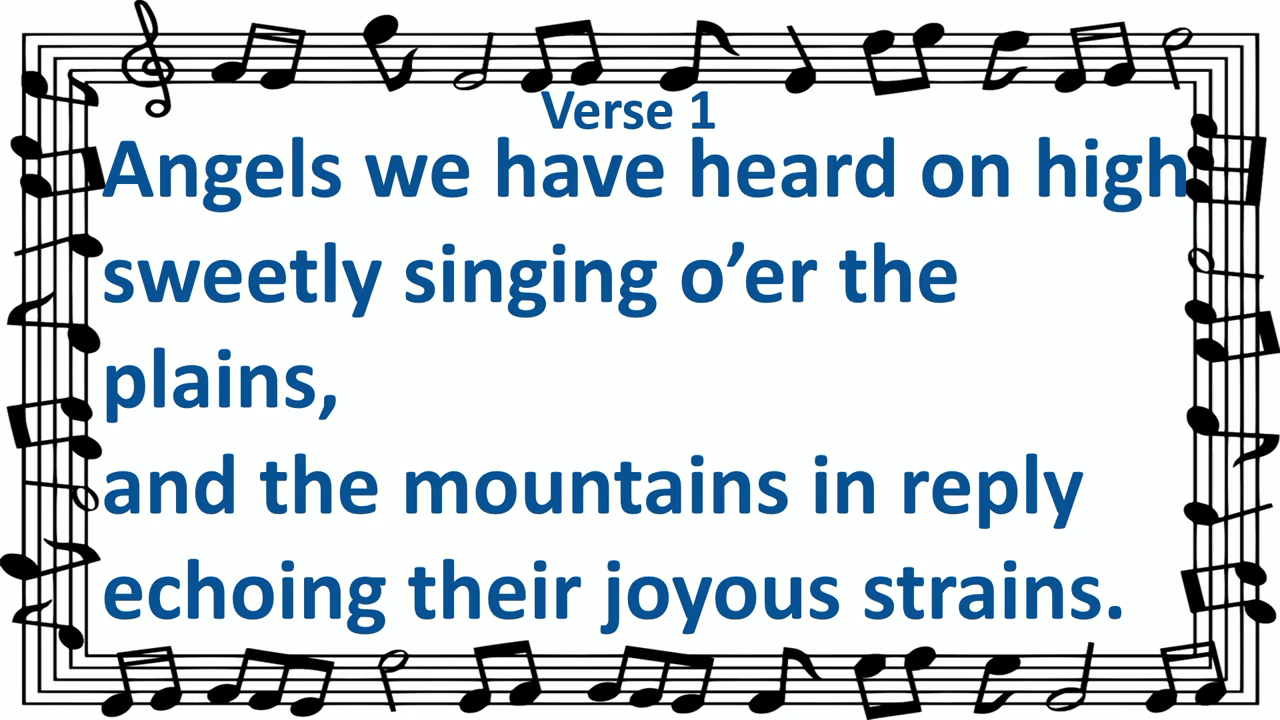 Verse 1
Angels we have heard on high
sweetly singing o’er the
plains,
and the mountains in reply
echoing their joyous strains.